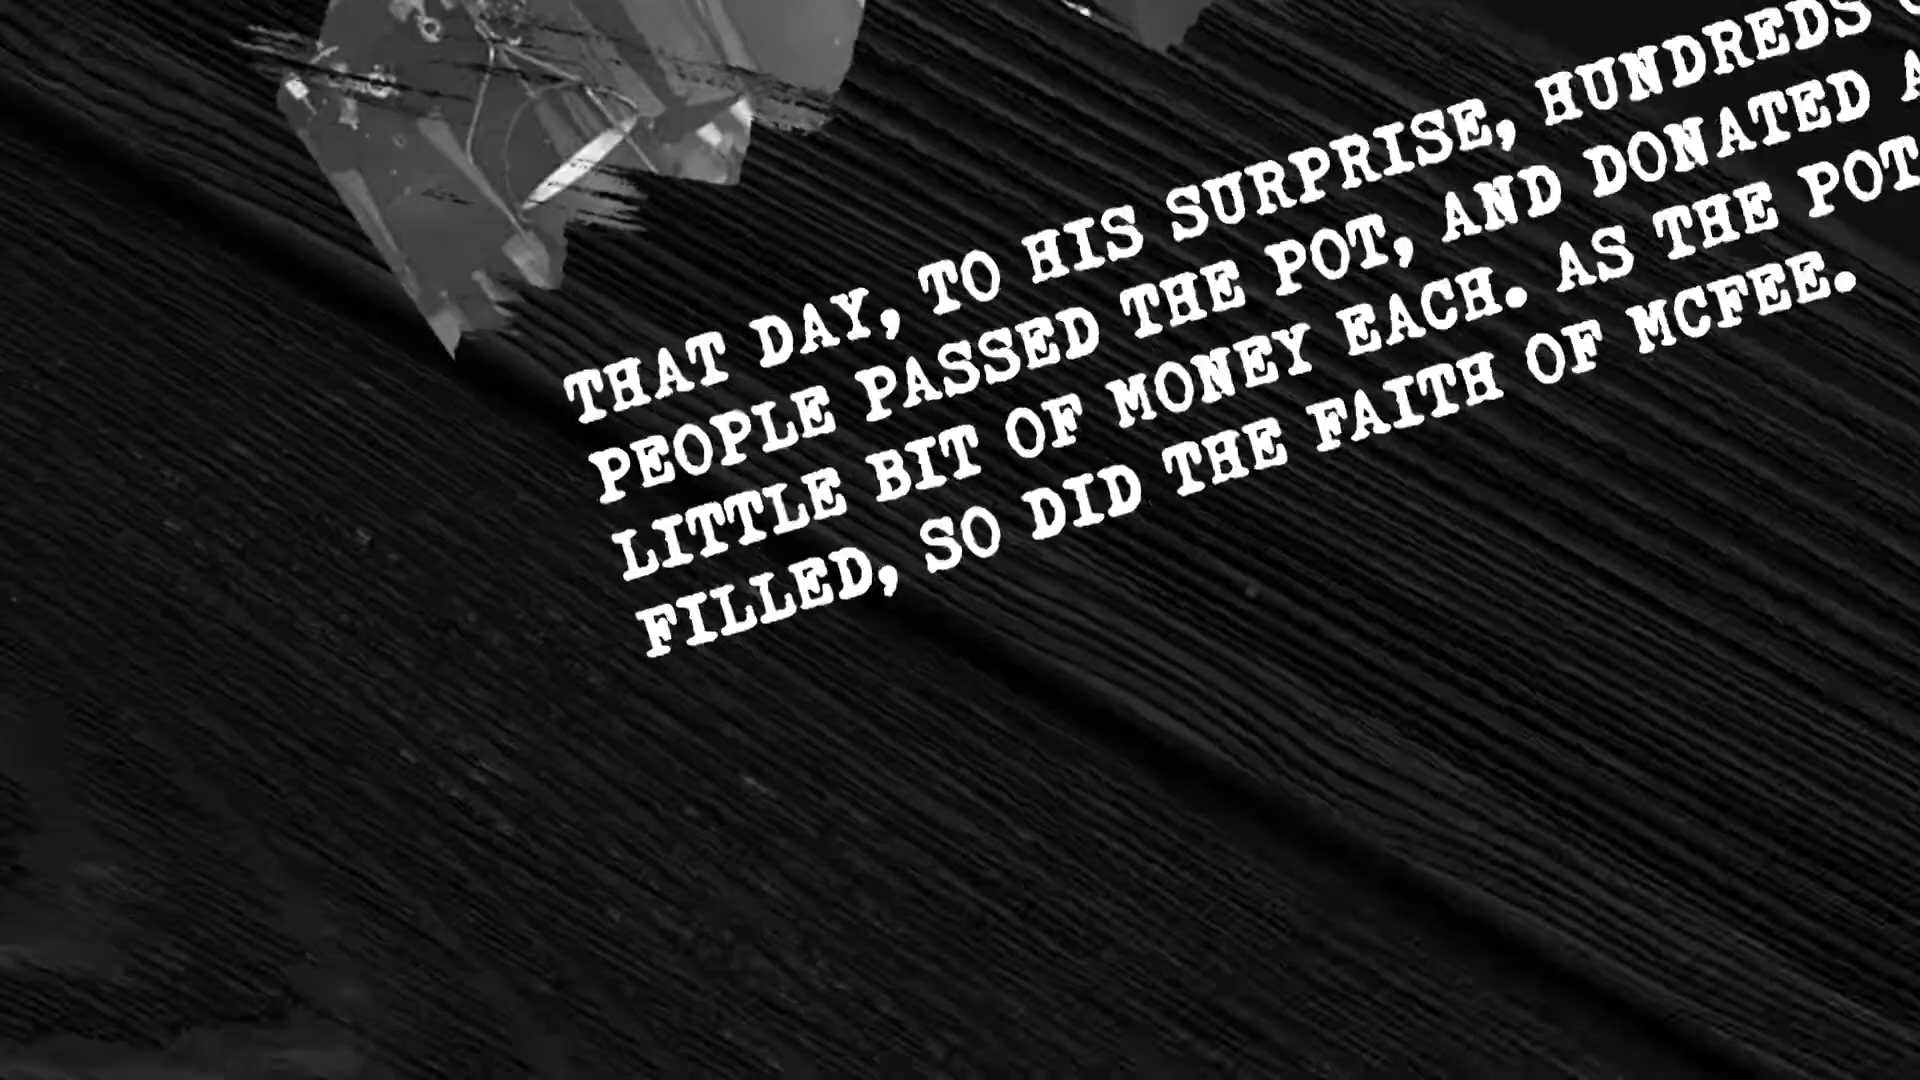 THAT DAY, TO HIS SURPRISE, HUNDREDS
PEOPLE PASSED THE POT, AND DONATED A
LITTLE BIT OF MONEY EACH. AS THE POT
FILLED, SO DID THE FAITH OF MCFEE.